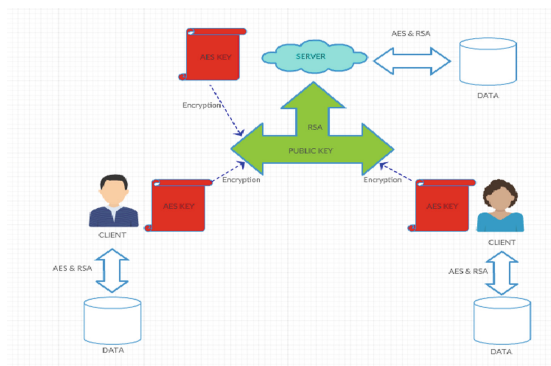 AES KEY
SERVER
AES & RSA
DATA
Encryption
RSA
PUBLIC KEY
Encryption
Encryption
AES KEY
AES KEY
CLIENT
CLIENT
AES & RSA
AES & RSA
DATA
DATA